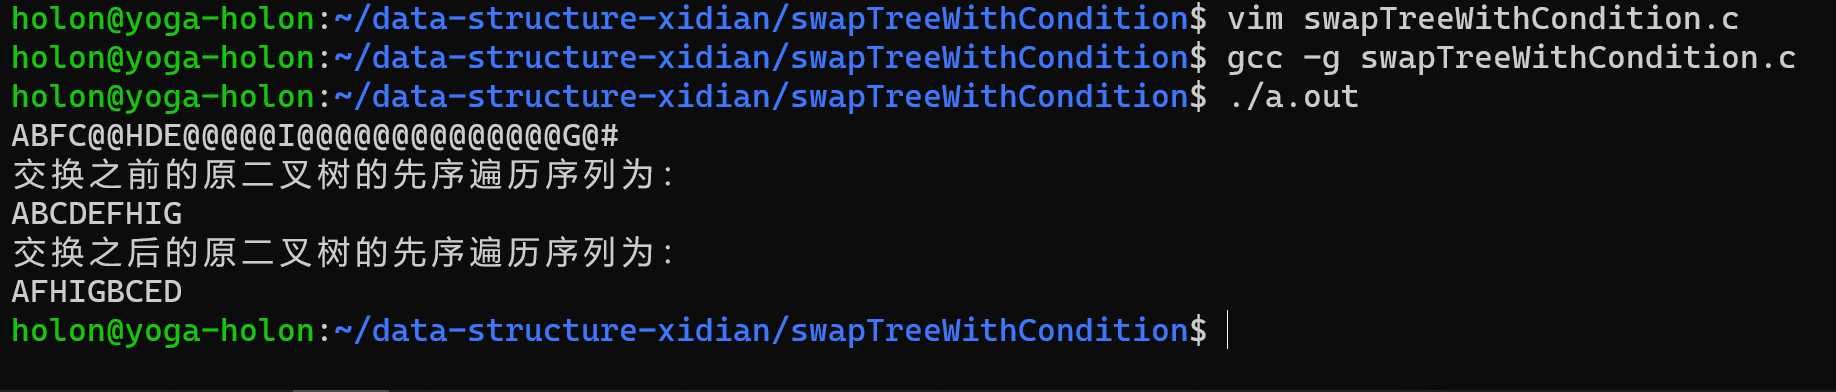 holon@yoga-holon:~/data-structure-xidian/swapTreeWithCondition$ vim swapTreeWithCondition.c
holon@yoga-holon:~/data-structure-xidian/swapTreeWithCondition$ gcc -g swapTreeWithCondition.c
holon@yoga-holon:~/data-structure-xidian/swapTreeWithCondition$ ./a.out
ABFC@@HDE@@@@@I@@@@@@@@@@@@@@G@#
交换之前的原二叉树的先序遍历序列为:
ABCDEFHIG
交换之后的原二叉树的先序遍历序列为:
AFHIGBCED
holon@yoga-holon:~/data-structure-xidian/swapTreeWithCondition$